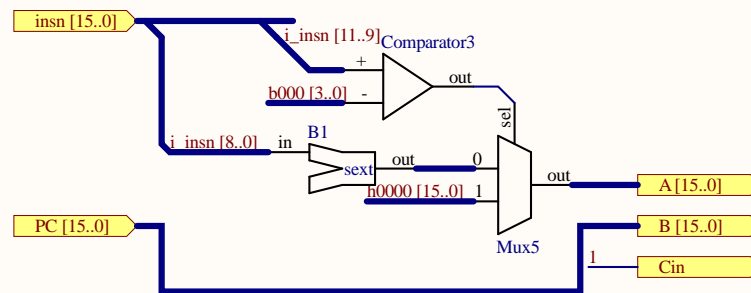 insn [15..0]
i_insn [11..9]
Comparator3
+
out
b000 [3..0]
-
B1
sel
i_insn [8..0]
in
out
0
sext
out
A [15..0]
h0000 [15..0]
1
PC [15..0]
B [15..0]
Mux5
1
Cin